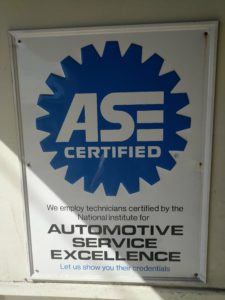 ASE
CERTIFIED
We employ technicians certified by the
National Institute for
AUTOMOTIVE
SERVICE
EXCELLENCE
Let us show you their credentials